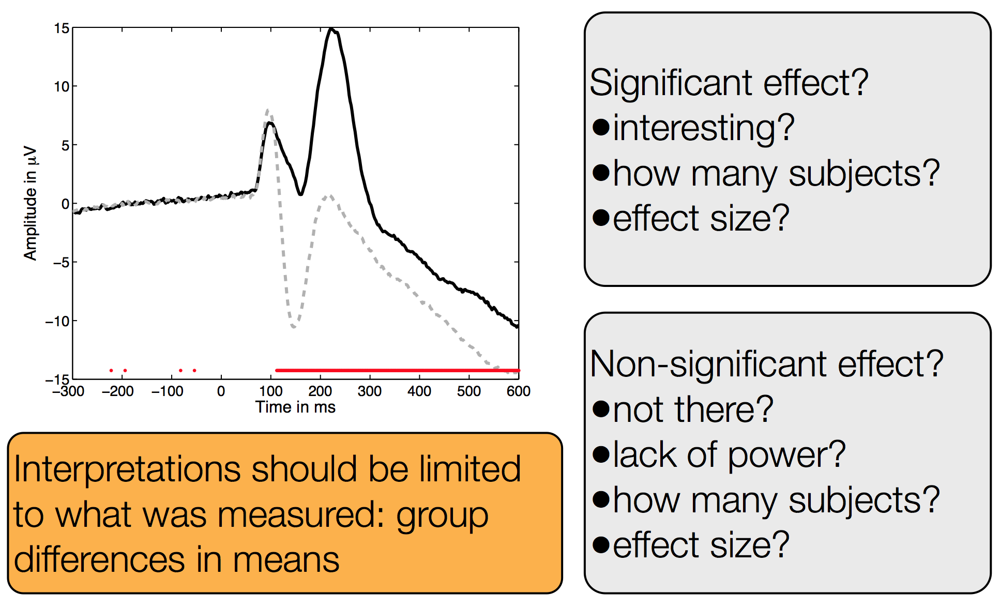 15
10
5
0
−5
−10
−15
Amplitude in µV
−300 −200 −100 0 100 200 300 400 500 600
Time in ms
Interpretations should be limited
to what was measured: group
differences in means
Significant effect?
●interesting?
●how many subjects?
●effect size?
Non-significant effect?
●not there?
●lack of power?
●how many subjects?
●effect size?